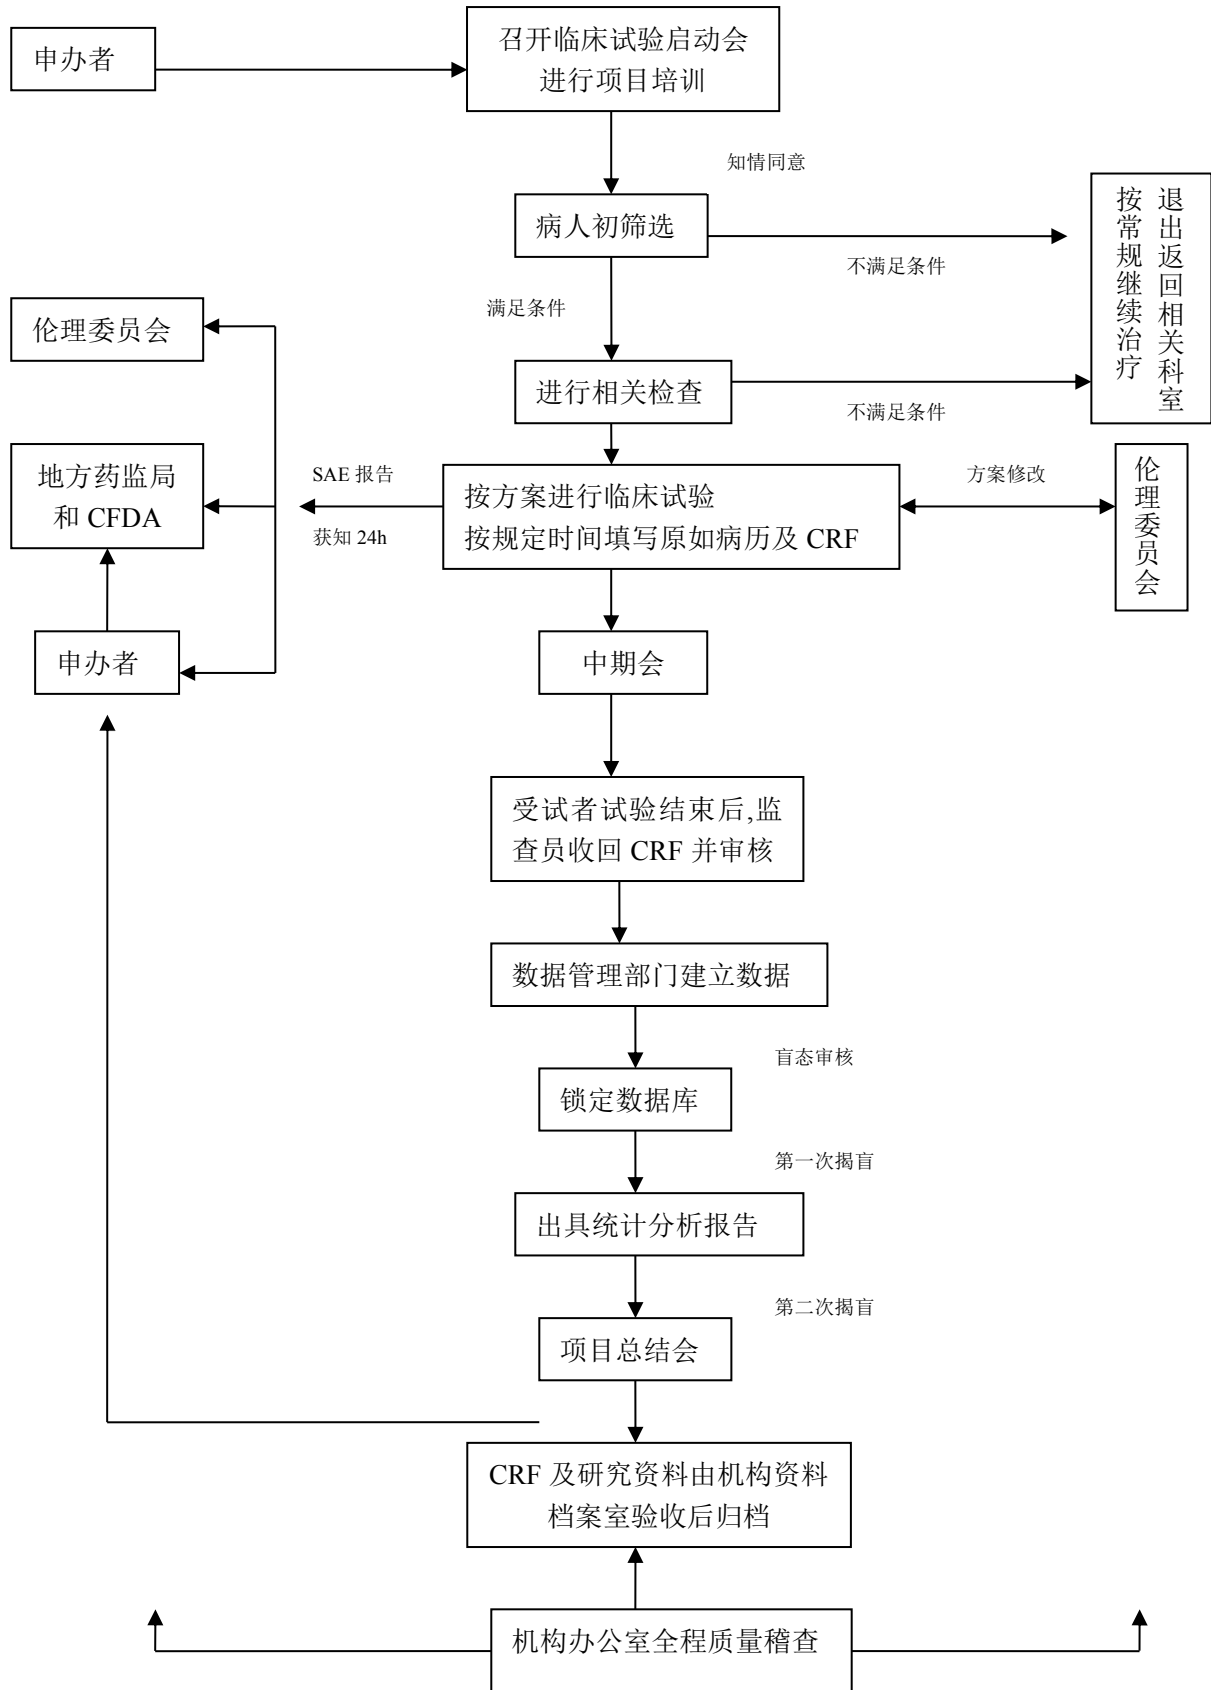 申办者
召开临床试验启动会
进行项目培训
知情同意
病人初筛选
不满足条件
退出返回相关科室
按常规继续治疗
满足条件
伦理委员会
进行相关检查
不满足条件
地方药监局
和 CFDA
SAE 报告
获知 24h
按方案进行临床试验
按规定时间填写原如病历及 CRF
方案修改
伦理委员会
申办者
中期会
受试者试验结束后,监
查员收回 CRF 并审核
数据管理部门建立数据
盲态审核
锁定数据库
第一次揭盲
出具统计分析报告
第二次揭盲
项目总结会
CRF 及研究资料由机构资料
档案室验收后归档
机构办公室全程质量稽查